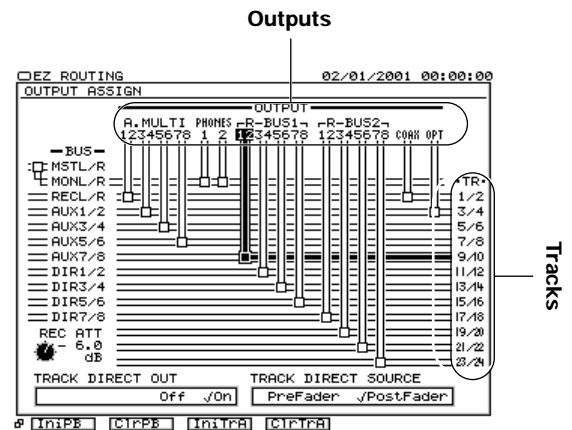 Outputs
EZ ROUTING 02/01/2001 00:00:00
OUTPUT ASSIGN
OUTPUT
A.MULTI PHONES R-BUS1 R-BUS2
12345678 1 2 12345678 12345678 COAX OPT
BUS
MSTL/R
MONL/R TR
RECL/R 1/2
AUX1/2 3/4
AUX3/4 5/6
AUX5/6 7/8
AUX7/8 9/10
DIR1/2 11/12
DIR3/4 13/14
DIR5/6 15/16
DIR7/8 17/18
REC ATT 19/20
- 6.0 21/22
dB 23/24
Tracks
TRACK DIRECT OUT TRACK DIRECT SOURCE
Off √On PreFader √PostFader
IniPB ClrPB IniTrA ClrTrA